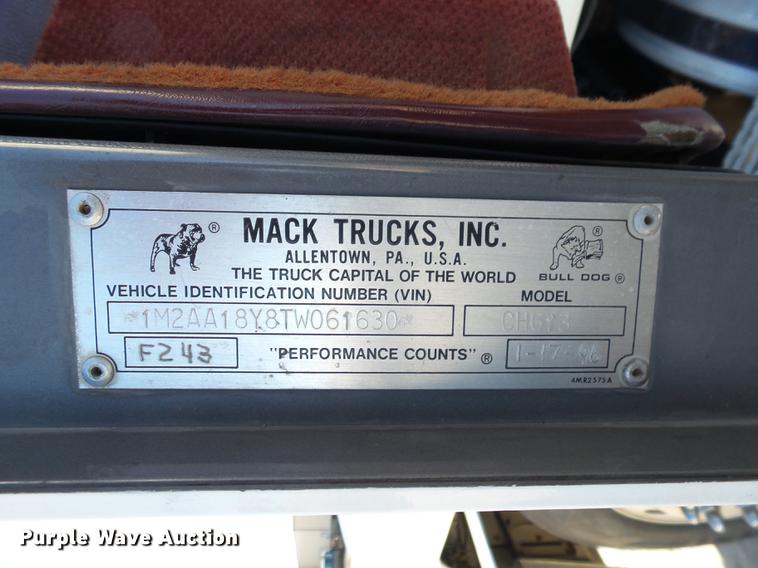 ® MACK TRUCKS, INC. ®
ALLENTOWN, PA., U.S.A.
THE TRUCK CAPITAL OF THE WORLD BULL DOG ®
VEHICLE IDENTIFICATION NUMBER (VIN) MODEL
*1M2AA18Y8TW061630* CH613
F243 "PERFORMANCE COUNTS" ® 1-17-96
4MR2575A
Purple Wave Auction